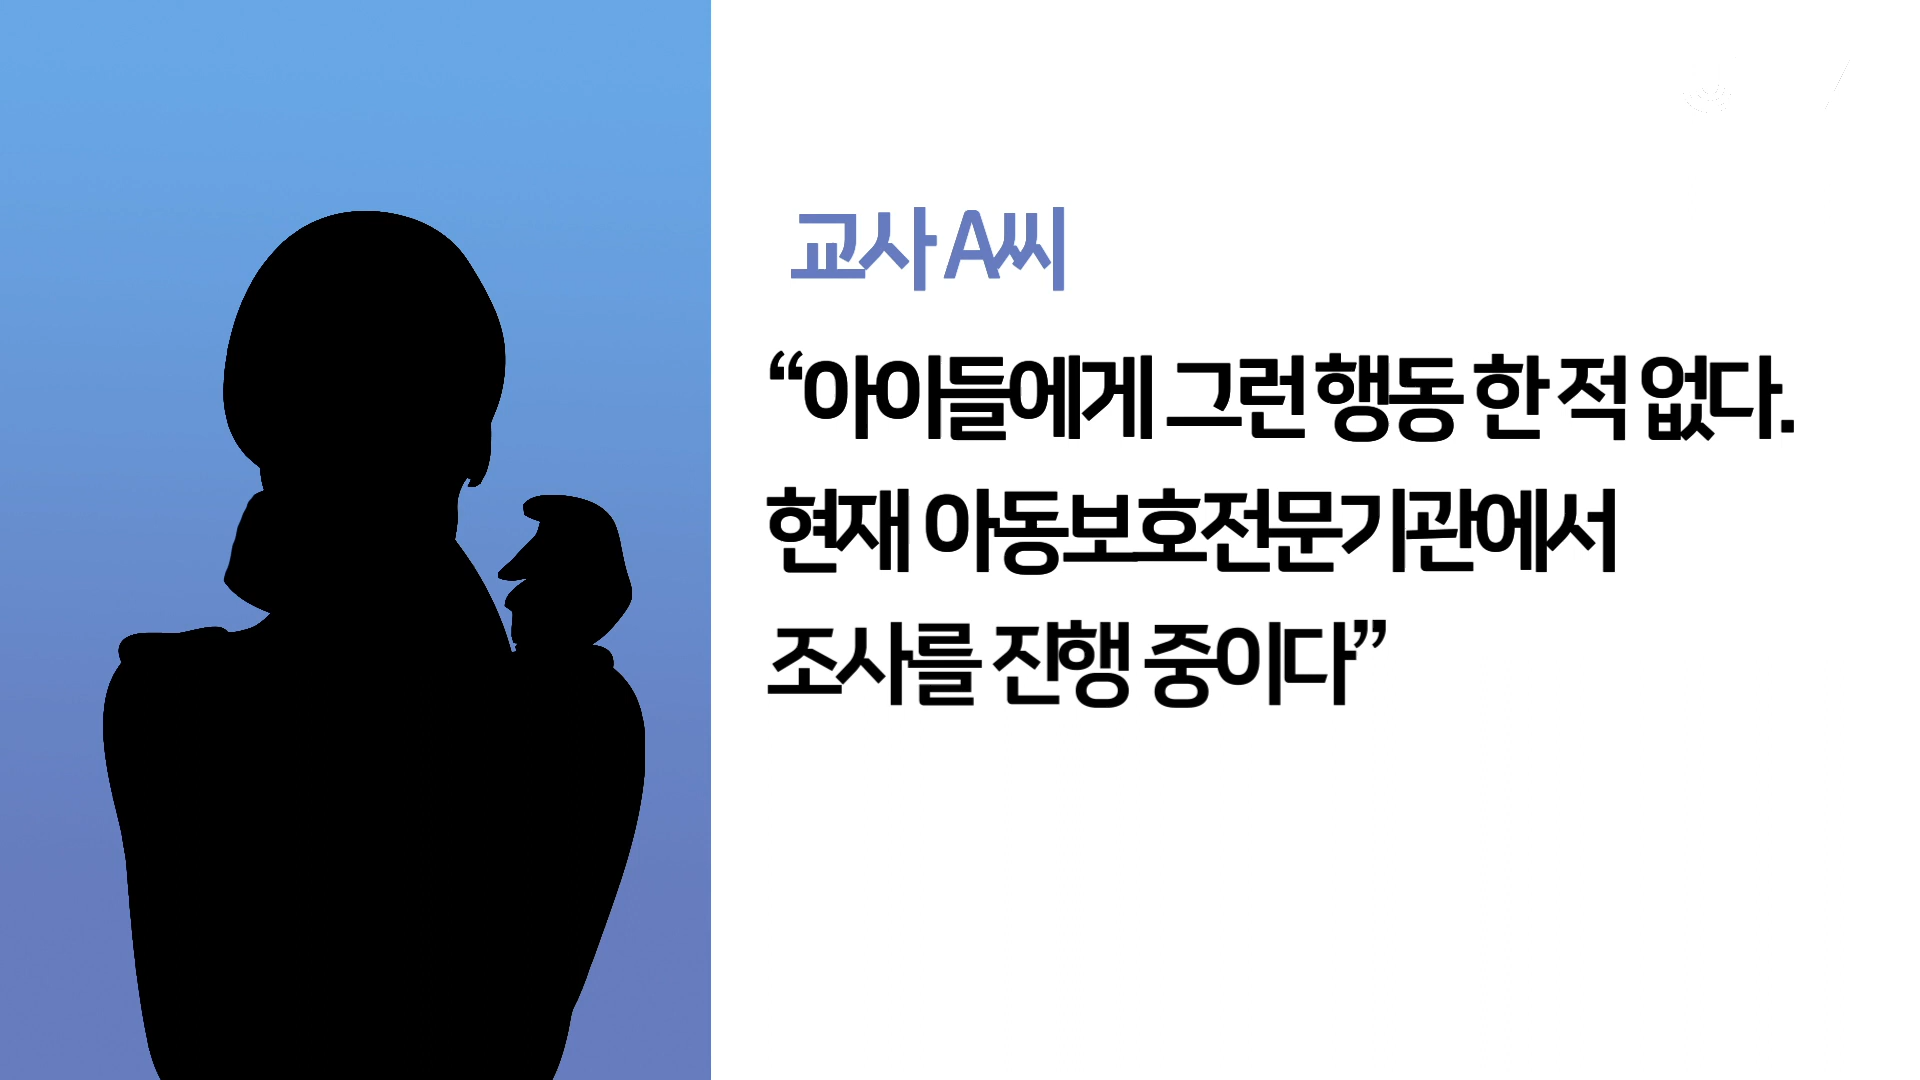 교사 A씨
“아이들에게 그런 행동 한 적 없다.
현재 아동보호전문기관에서
조사를 진행 중이다”